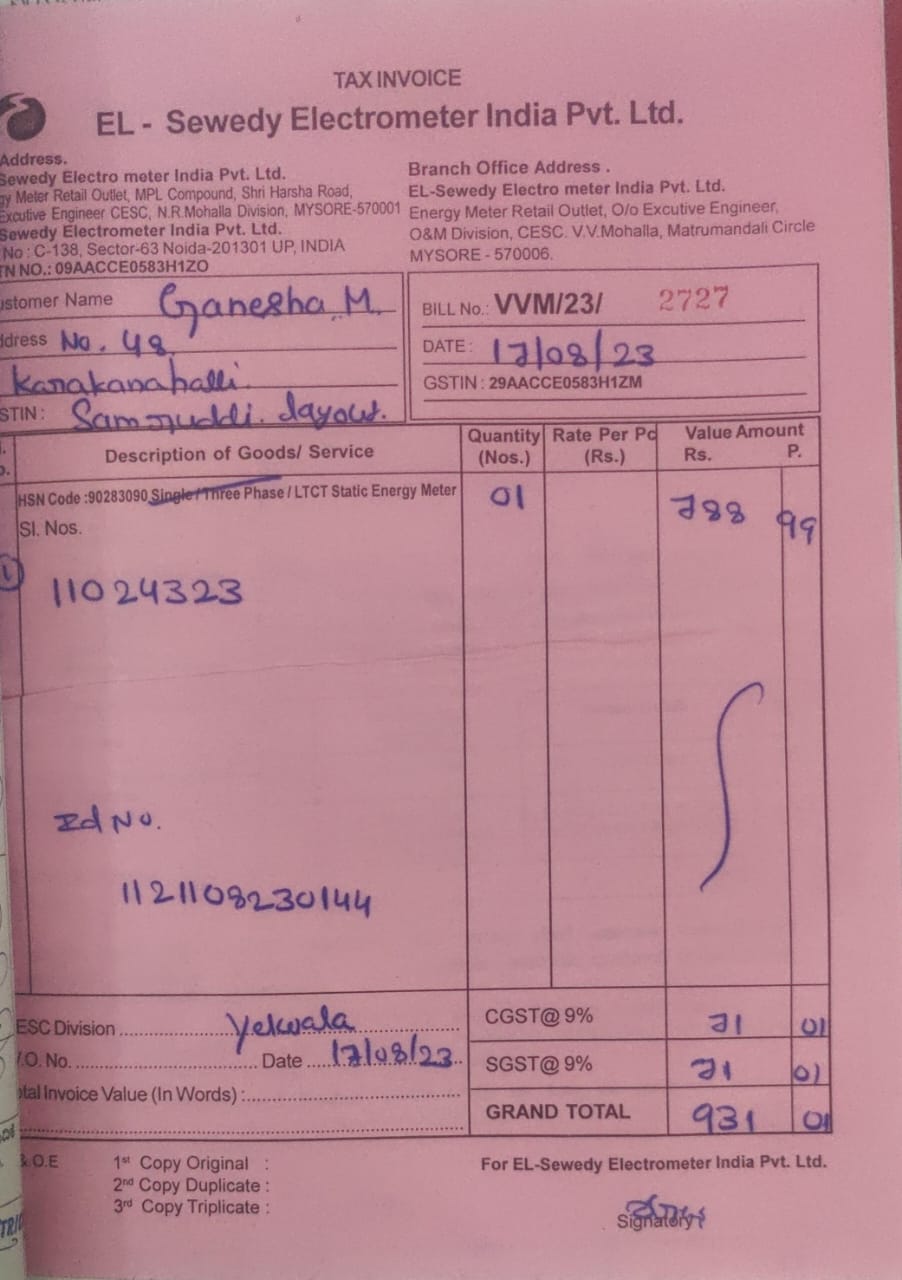 TAX INVOICE
EL - Sewedy Electrometer India Pvt. Ltd.
Address.
Sewedy Electro meter India Pvt. Ltd.
gy Meter Retail Outlet, MPL Compound, Shri Harsha Road,
Excutive Engineer CESC, N.R.Mohalla Division, MYSORE-570001
Sewedy Electrometer India Pvt. Ltd.
No : C-138, Sector-63 Noida-201301 UP, INDIA
TN NO.: 09AACCE0583H1ZO
Branch Office Address .
EL-Sewedy Electro meter India Pvt. Ltd.
Energy Meter Retail Outlet, O/o Excutive Engineer,
O&M Division, CESC. V.V.Mohalla, Matrumandali Circle
MYSORE - 570006.
ustomer Name Ganesha M.
ddress No. 48
Kanakanahalli
STIN : layout.
BILL No.: VVM/23/ 2727
DATE : 17/08/23
GSTIN : 29AACCE0583H1ZM
Description of Goods/ Service Quantity (Nos.) Rate Per Pc (Rs.) Value Amount Rs. P.
HSN Code :90283090 Single / Three Phase / LTCT Static Energy Meter 01 788 99
Sl. Nos.
1 11024323
Id No.
1121108230144
ESC Division Yelwala
.O. No. Date 17/08/23
otal Invoice Value (In Words) :
CGST@ 9% 71 01
SGST@ 9% 71 01
GRAND TOTAL 931 01
& O.E
1st Copy Original :
2nd Copy Duplicate :
3rd Copy Triplicate :
For EL-Sewedy Electrometer India Pvt. Ltd.
Signatory